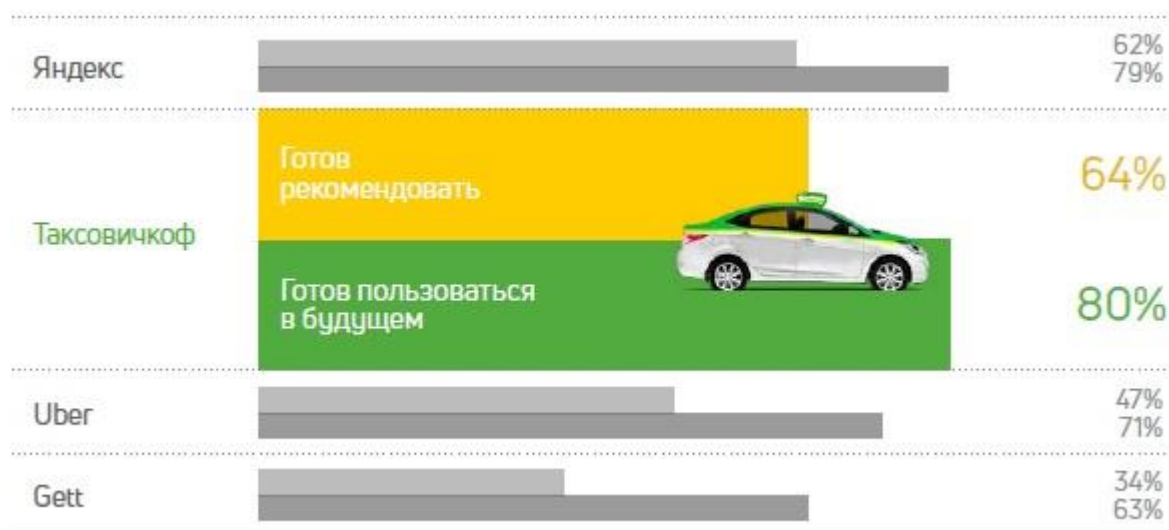 62%
Яндекс
79%
Готов
рекомендовать
64%
Таксовичкоф
Готов пользоваться
в будущем
80%
47%
Uber
71%
34%
Gett
63%